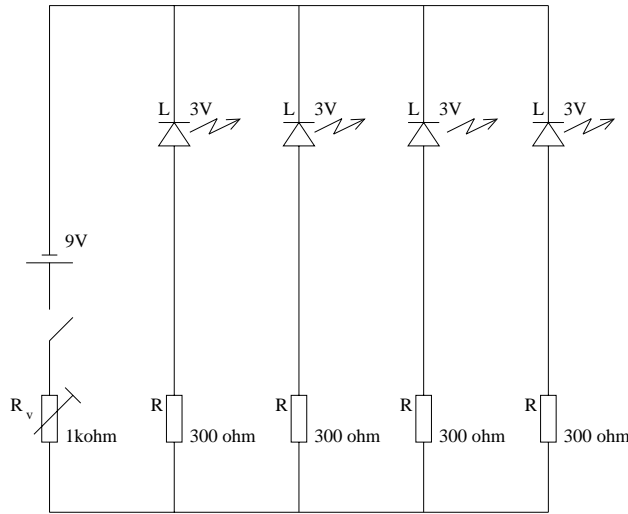 L 3V L 3V L 3V L 3V
9V
R v R R R R
1kohm 300 ohm 300 ohm 300 ohm 300 ohm